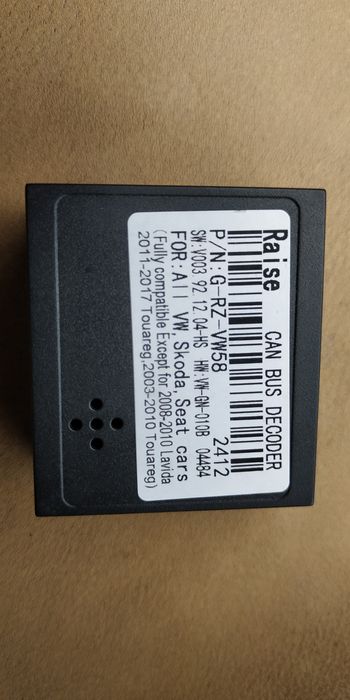 Raise CAN BUS DECODER
P/N:G-RZ-VW58 2412
SW:V003.92.12.04-HS HW:VW-GN-010B 04484
FOR:All VW,Skoda,Seat cars
(Fully compatible Except for 2008-2010 Lavida
2011-2017 Touareg,2003-2010 Touareg)